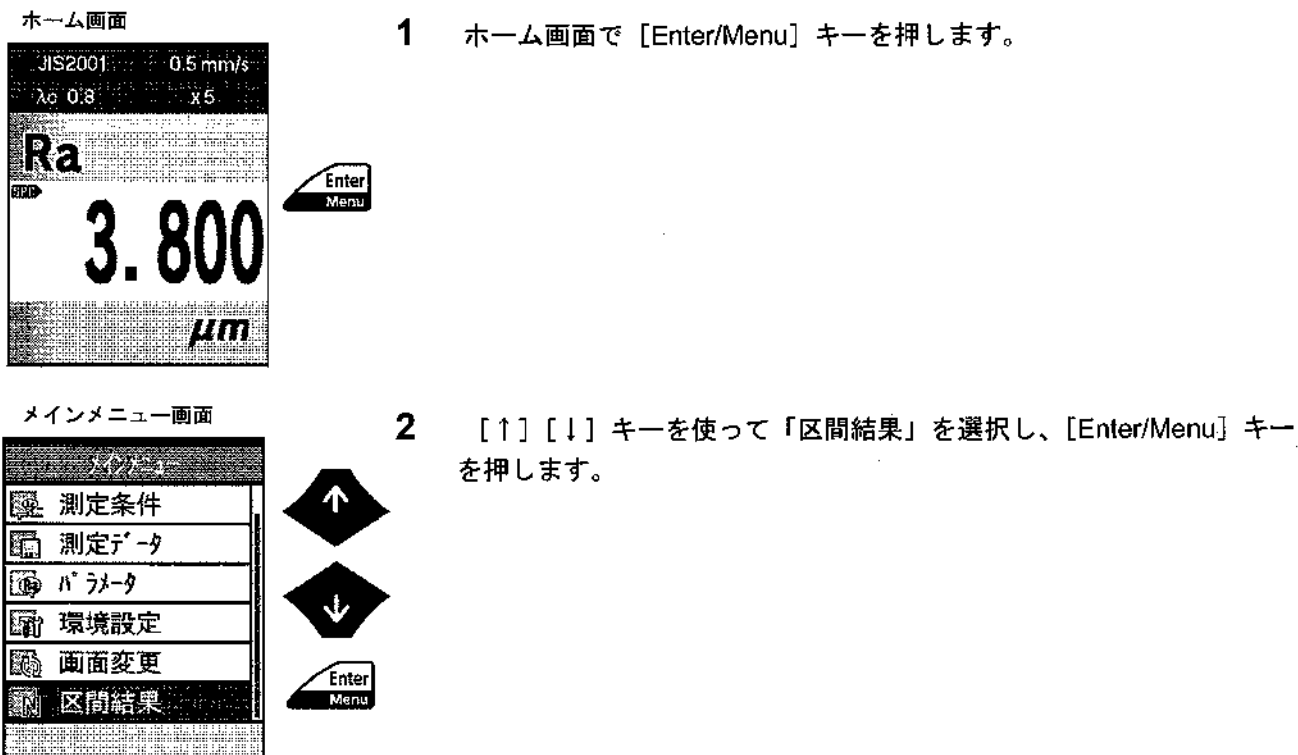 ホーム画面
1 ホーム画面で［Enter/Menu］キーを押します。
JIS2001 0.5 mm/s
λc 0.8 x5
Ra
3.800
μm
Enter
Menu
メインメニュー画面
2 ［↑］［↓］キーを使って「区間結果」を選択し、［Enter/Menu］キー
を押します。
ﾒｲﾝﾒﾆｭｰ
測定条件
測定ﾃﾞｰﾀ
ﾊﾟﾗﾒｰﾀ
環境設定
画面変更
区間結果
↑
↓
Enter
Menu